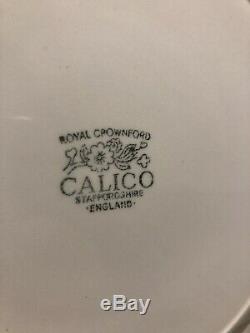 ROYAL CROWNFORD
CALICO
STAFFORDSHIRE
·ENGLAND·